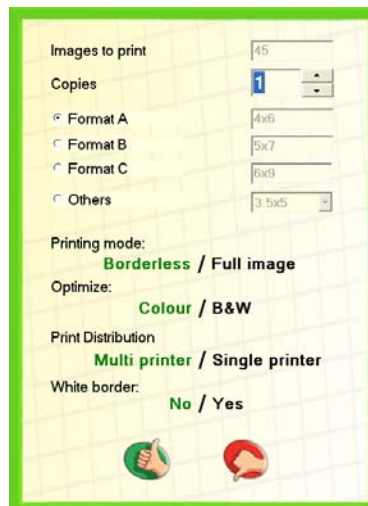 Images to print 45
Copies 1
Format A 4x6
Format B 5x7
Format C 6x9
Others 3.5x5
Printing mode:
Borderless / Full image
Optimize:
Colour / B&W
Print Distribution
Multi printer / Single printer
White border:
No / Yes